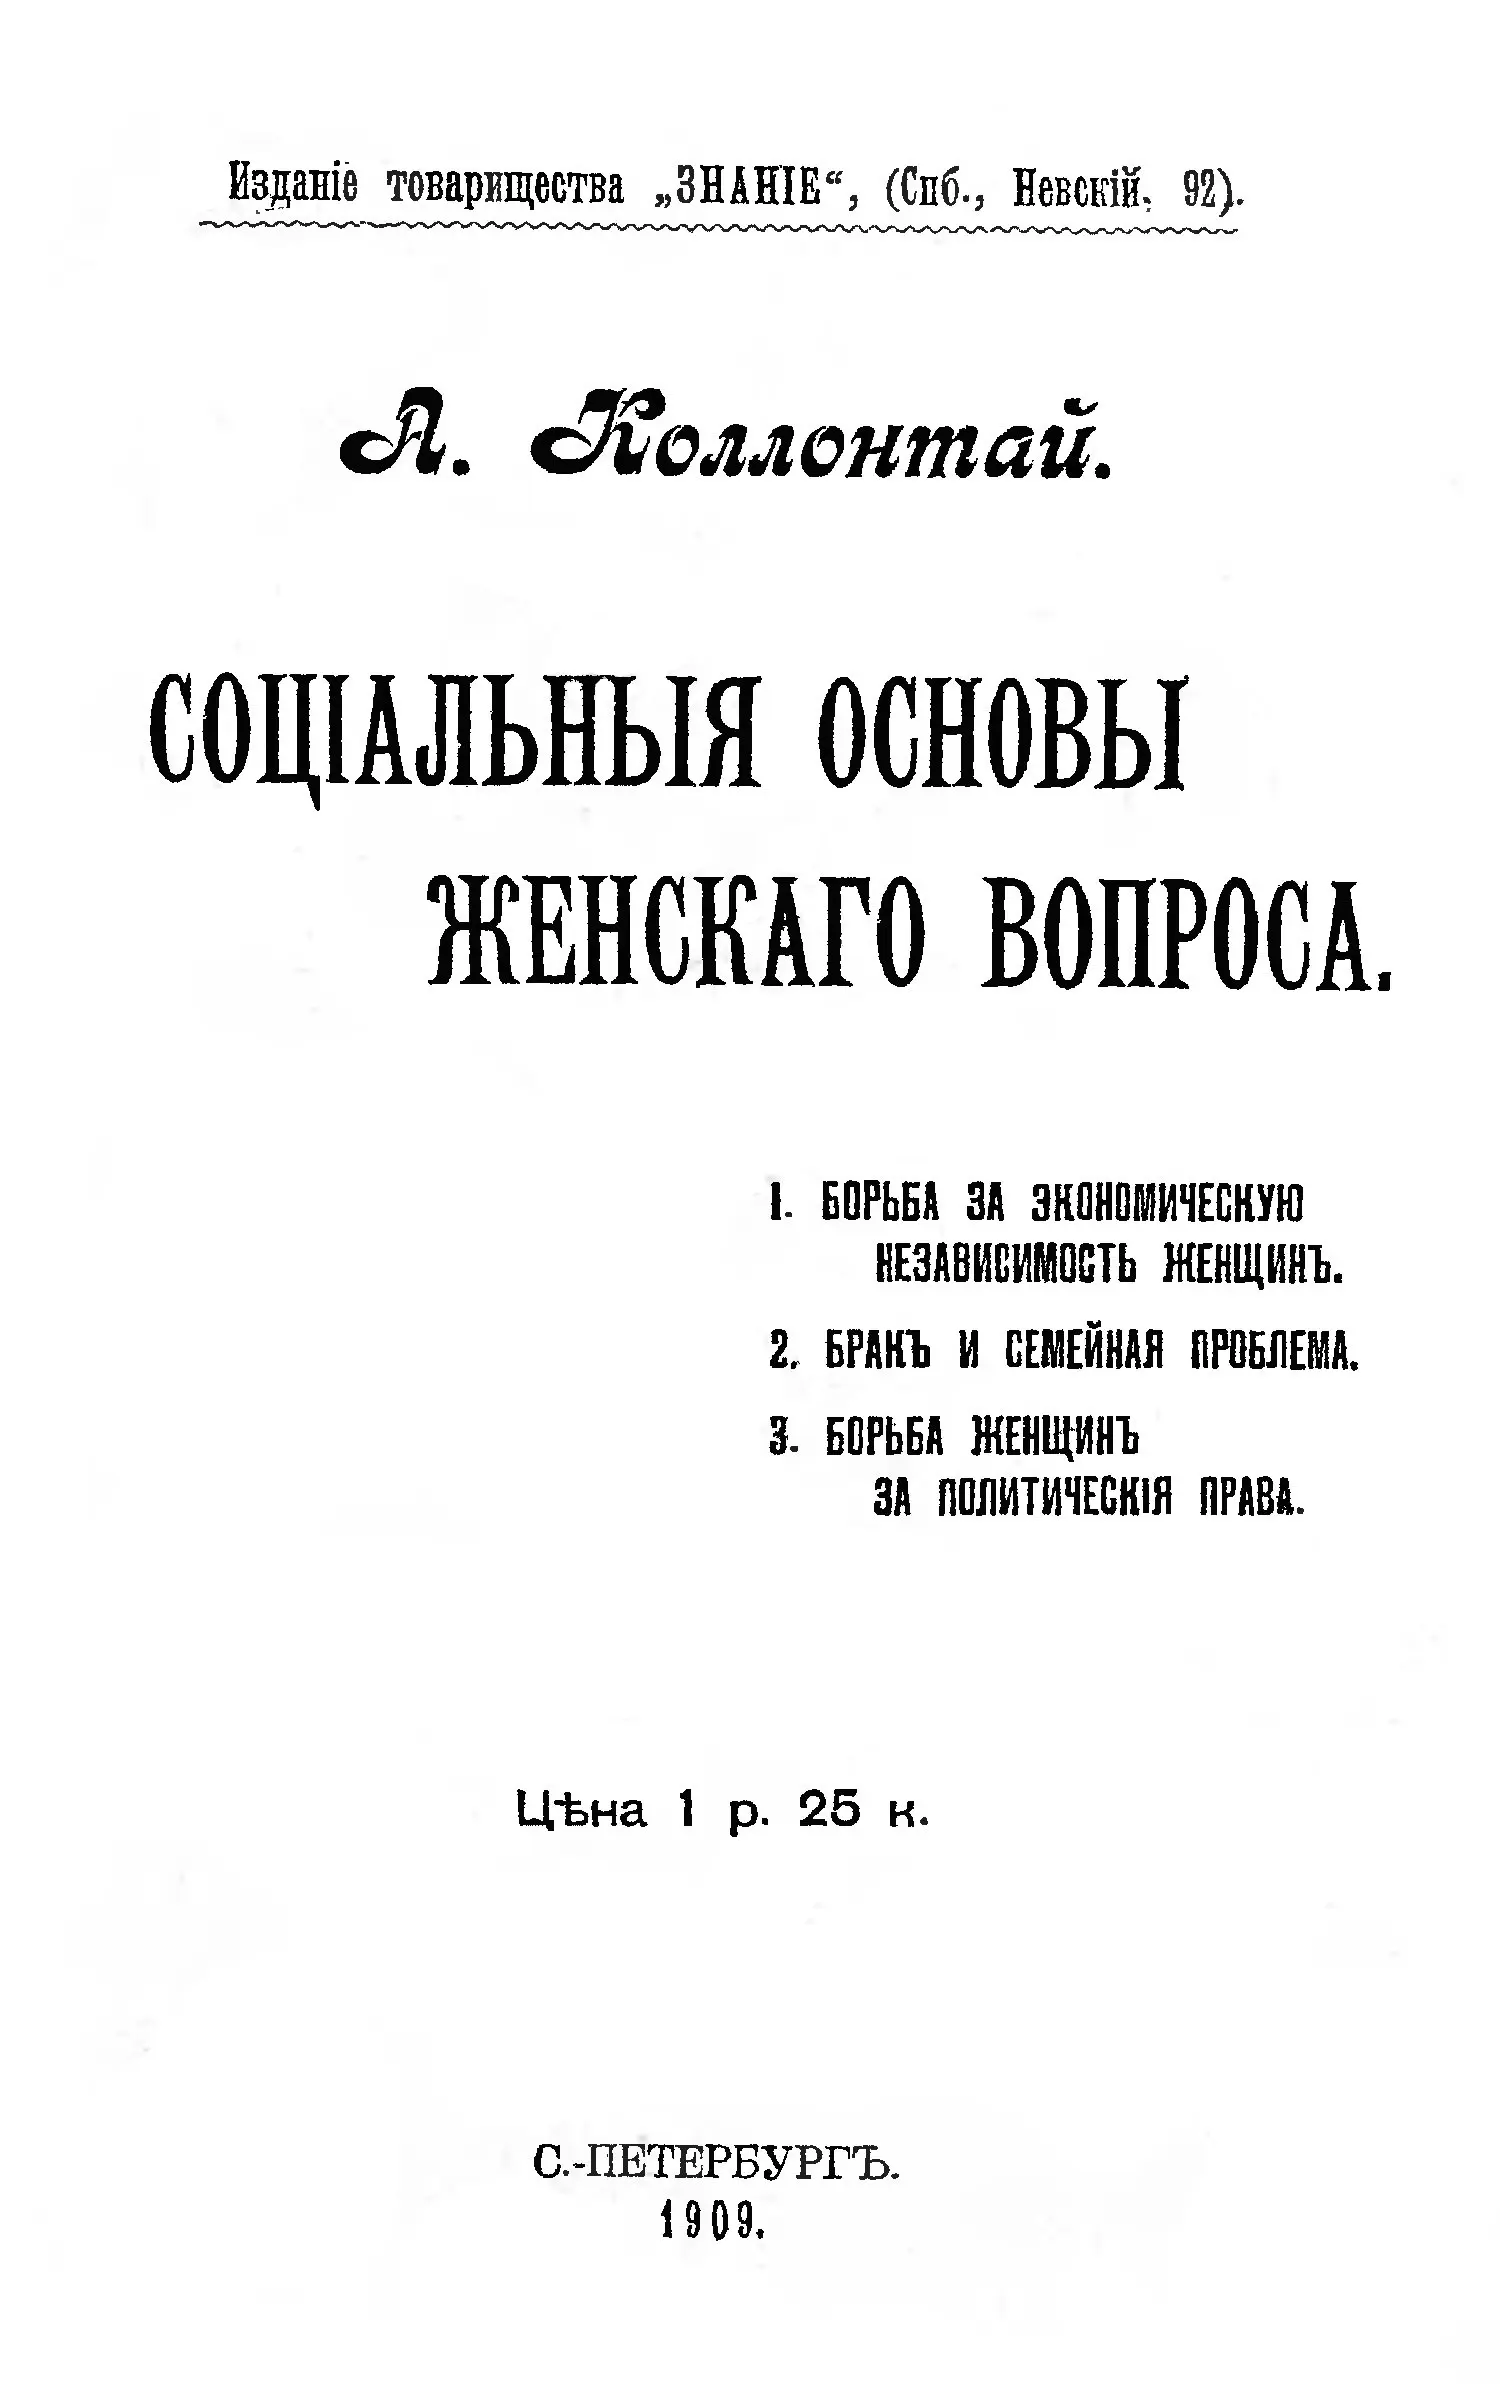 Изданіе товарищества „ЗНАНІЕ“, (Спб., Невскій, 92).
А. Коллонтай.
СОЦІАЛЬНЫЯ ОСНОВЫ
ЖЕНСКАГО ВОПРОСА.
1. БОРЬБА ЗА ЭКОНОМИЧЕСКУЮ
НЕЗАВИСИМОСТЬ ЖЕНЩИНЪ.
2. БРАКЪ И СЕМЕЙНАЯ ПРОБЛЕМА.
3. БОРЬБА ЖЕНЩИНЪ
ЗА ПОЛИТИЧЕСКІЯ ПРАВА.
Цѣна 1 р. 25 к.
С.-ПЕТЕРБУРГЪ.
1909.